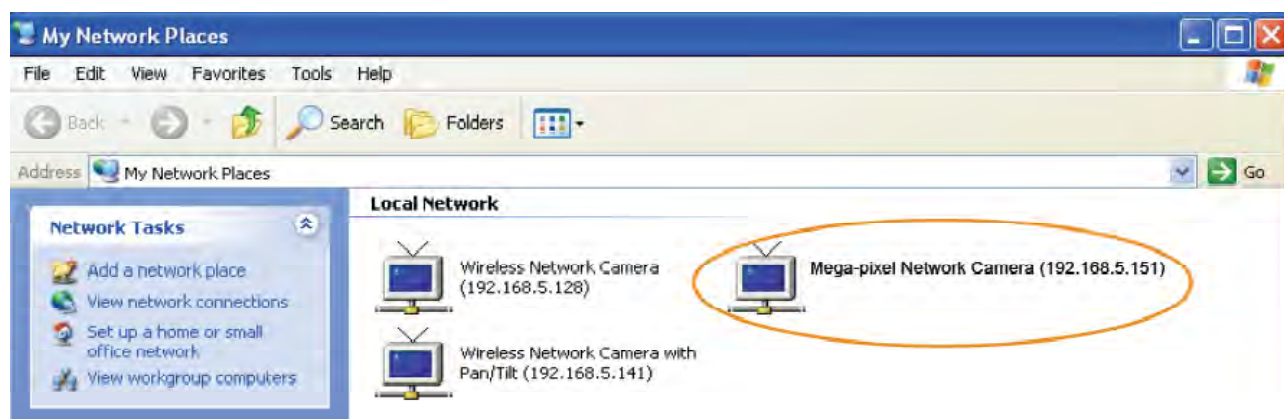 My Network Places
File Edit View Favorites Tools Help
Back Search Folders
Address My Network Places Go
Network Tasks
Add a network place
View network connections
Set up a home or small
office network
View workgroup computers
Local Network
Wireless Network Camera
(192.168.5.128)
Mega-pixel Network Camera (192.168.5.151)
Wireless Network Camera with
Pan/Tilt (192.168.5.141)